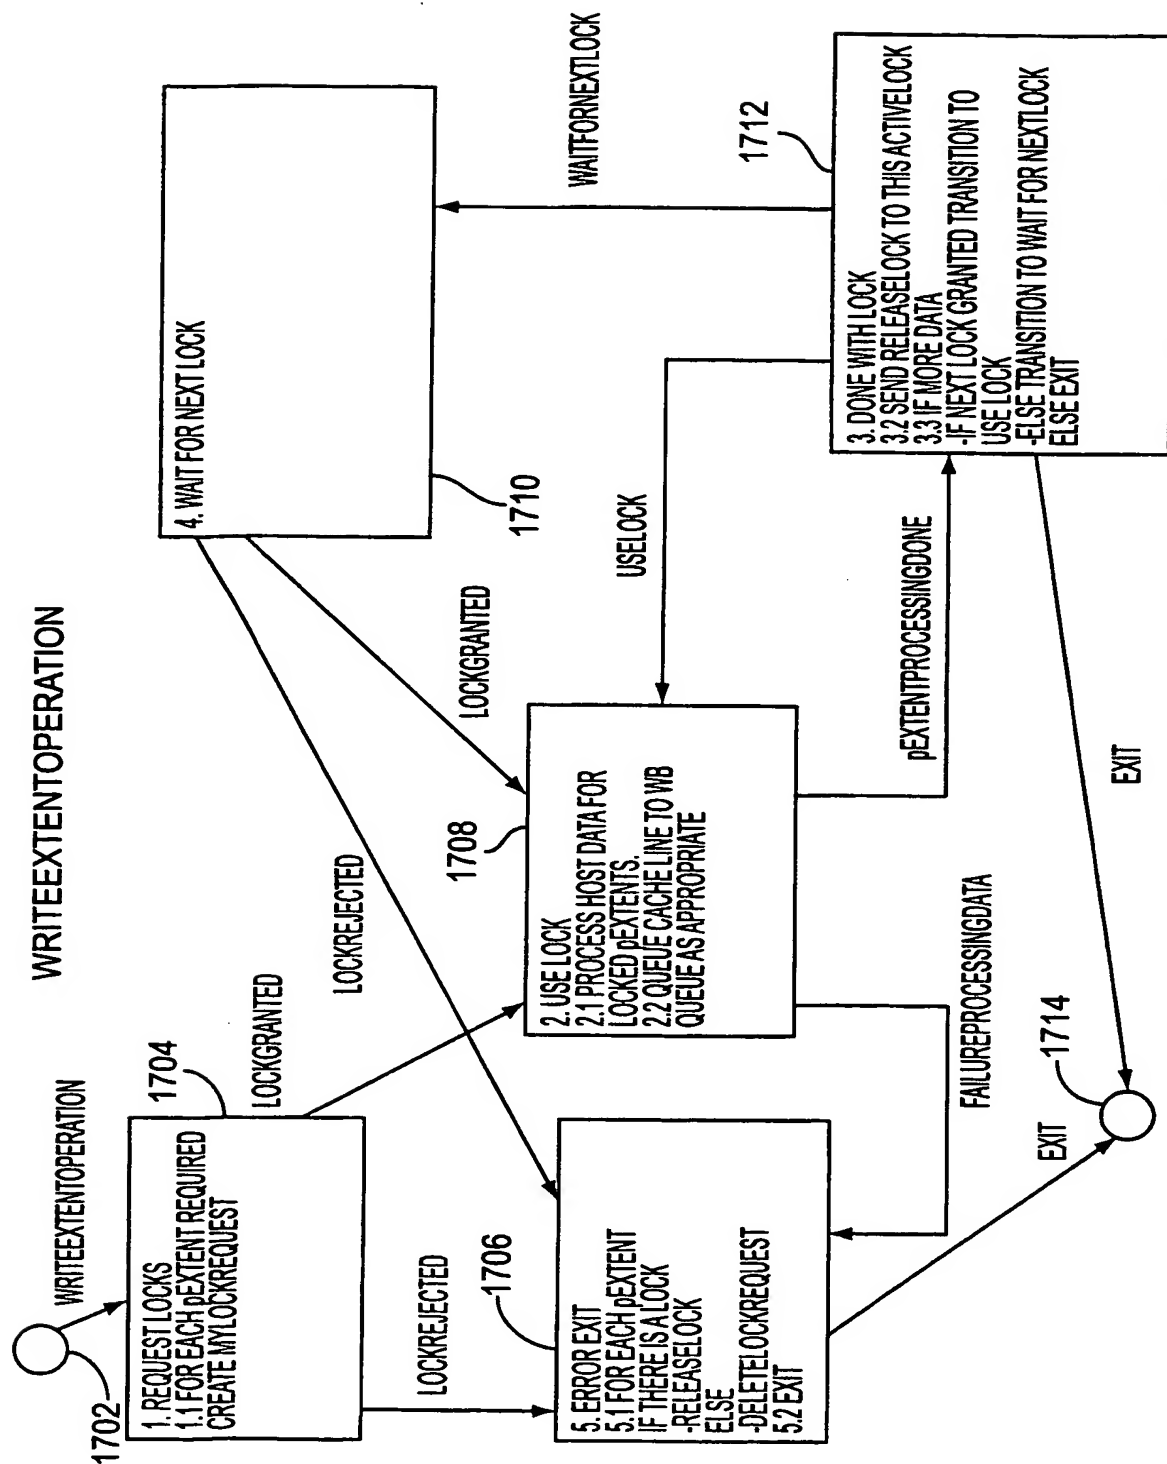 WRITEEXTENTOPERATION
1702
WRITEEXTENTOPERATION
1704
1. REQUEST LOCKS
1.1 FOR EACH pEXTENT REQUIRED
CREATE MYLOCKREQUEST
LOCKGRANTED
LOCKREJECTED
LOCKREJECTED
LOCKGRANTED
4. WAIT FOR NEXT LOCK
1710
WAITFORNEXTLOCK
1706
5. ERROR EXIT
5.1 FOR EACH pEXTENT
IF THERE IS A LOCK
-RELEASELOCK
ELSE
-DELETELOCKREQUEST
5.2 EXIT
1708
2. USE LOCK
2.1 PROCESS HOST DATA FOR
LOCKED pEXTENTS.
2.2 QUEUE CACHE LINE TO WB
QUEUE AS APPROPRIATE
USELOCK
pEXTENTPROCESSINGDONE
FAILUREPROCESSINGDATA
1712
3. DONE WITH LOCK
3.2 SEND RELEASELOCK TO THIS ACTIVELOCK
3.3 IF MORE DATA
-IF NEXT LOCK GRANTED TRANSITION TO
USE LOCK
-ELSE TRANSITION TO WAIT FOR NEXTLOCK
ELSE EXIT
EXIT
EXIT
1714